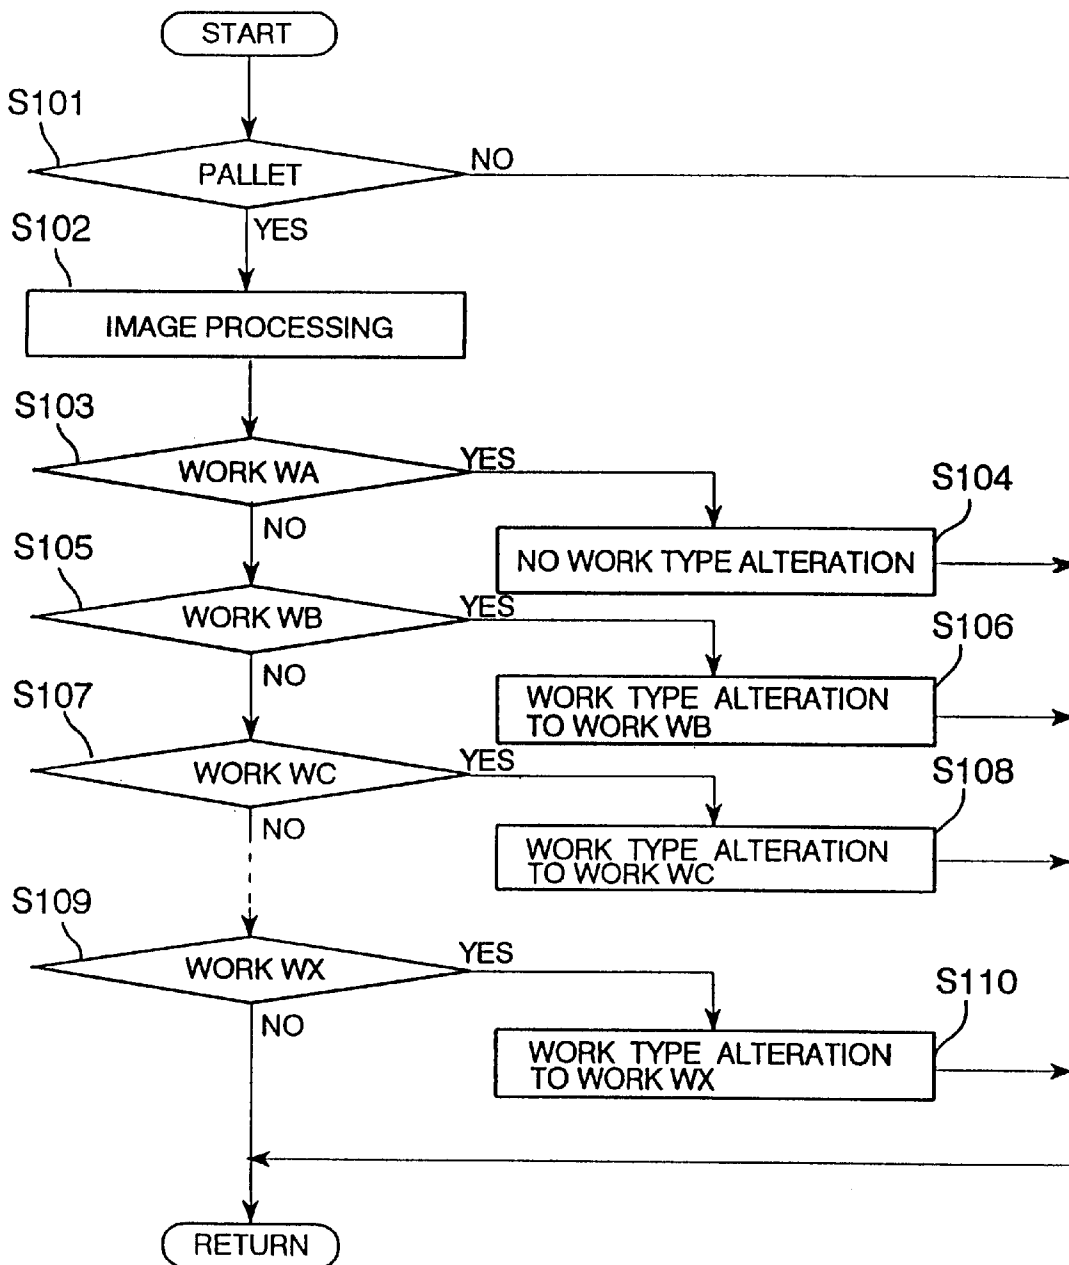 START
S101
PALLET
NO
YES
S102
IMAGE PROCESSING
S103
WORK WA
YES
NO
S104
NO WORK TYPE ALTERATION
S105
WORK WB
YES
NO
S106
WORK TYPE ALTERATION
TO WORK WB
S107
WORK WC
YES
NO
S108
WORK TYPE ALTERATION
TO WORK WC
S109
WORK WX
YES
NO
S110
WORK TYPE ALTERATION
TO WORK WX
RETURN